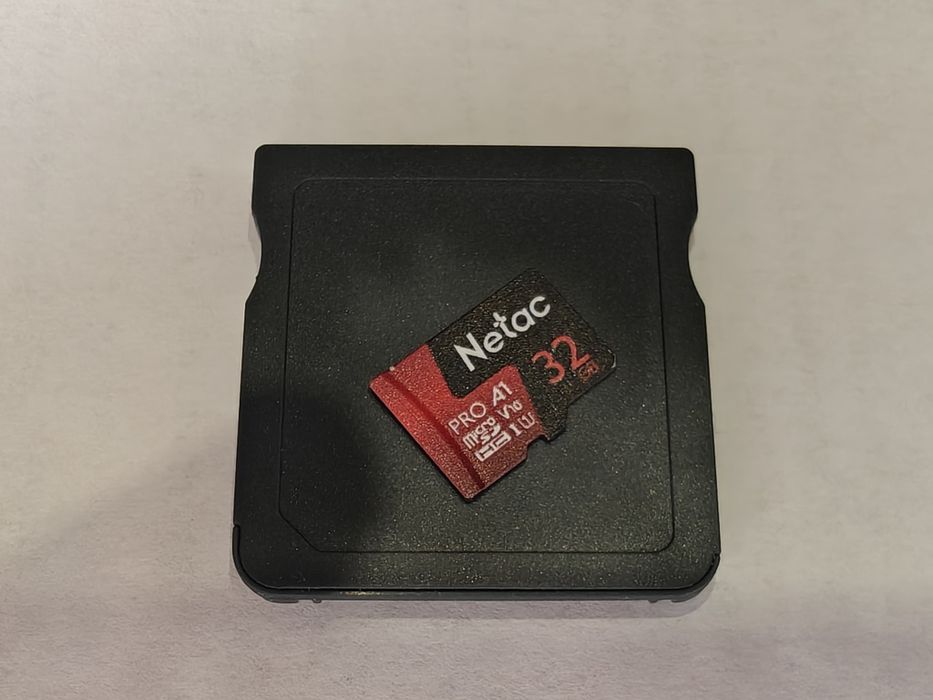 Netac
32
PRO A1
micro SD HC I V10 U1